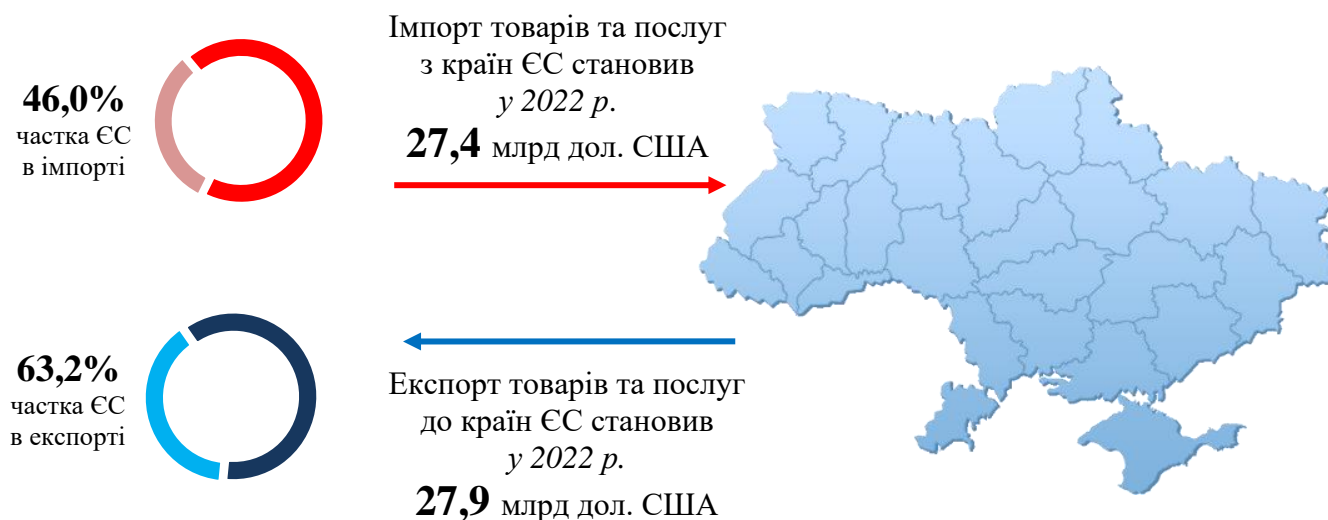 46,0%
частка ЄС
в імпорті
Імпорт товарів та послуг
з країн ЄС становив
у 2022 р.
27,4 млрд дол. США
63,2%
частка ЄС
в експорті
Експорт товарів та послуг
до країн ЄС становив
у 2022 р.
27,9 млрд дол. США